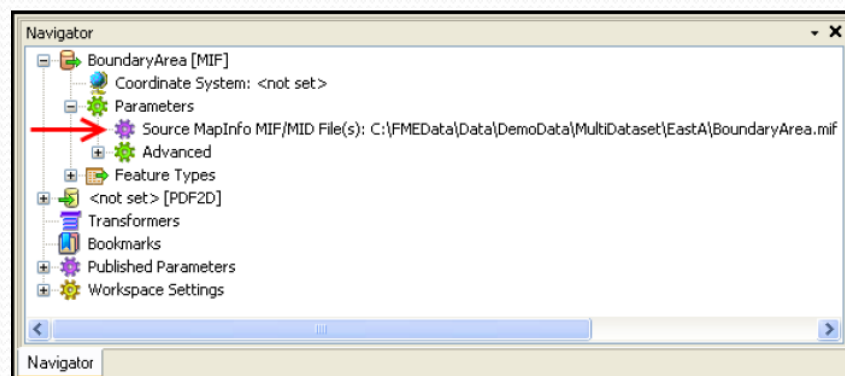 Navigator
BoundaryArea [MIF]
Coordinate System: <not set>
Parameters
Source MapInfo MIF/MID File(s): C:\FMEData\Data\DemoData\MultiDataset\EastA\BoundaryArea.mif
Advanced
Feature Types
<not set> [PDF2D]
Transformers
Bookmarks
Published Parameters
Workspace Settings
Navigator